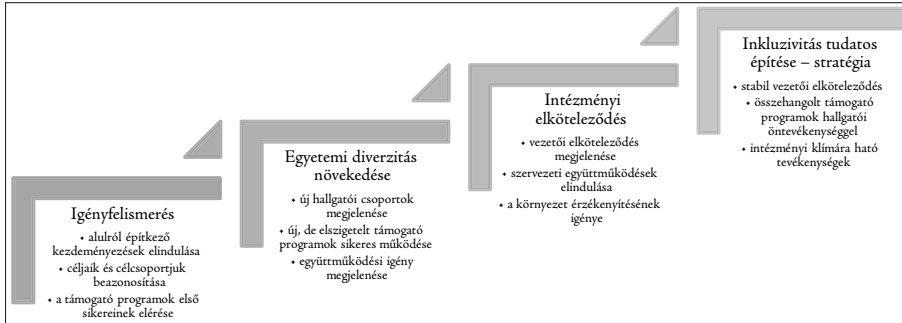 Igényfelismerés
• alulról építkező
kezdeményezések elindulása
• céljaik és célcsoportjuk
beazonosítása
• a támogató programok első
sikereinek elérése
Egyetemi diverzitás
növekedése
• új hallgatói csoportok
megjelenése
• új, de elszigetelt támogató
programok sikeres működése
• együttműködési igény
megjelenése
Intézményi
elköteleződés
• vezetői elköteleződés
megjelenése
• szervezeti együttműködések
elindulása
• a környezet érzékenyítésének
igénye
Inkluzivitás tudatos
építése – stratégia
• stabil vezetői elköteleződés
• összehangolt támogató
programok hallgatói
öntevékenységgel
• intézményi klímára ható
tevékenységek